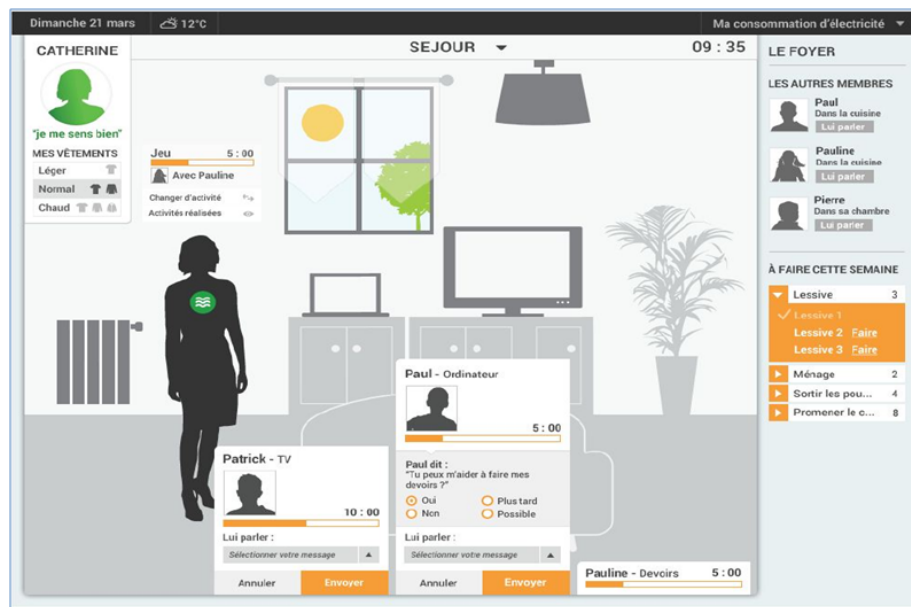 Dimanche 21 mars
12°C
Ma consommation d'électricité
CATHERINE
"je me sens bien"
MES VÊTEMENTS
Léger
Normal
Chaud
SEJOUR
09 : 35
Jeu 5 : 00
Avec Pauline
Changer d'activité
Activités réalisées
Patrick - TV
10 : 00
Lui parler :
Sélectionner votre message
Annuler Envoyer
Paul - Ordinateur
5 : 00
Paul dit :
"Tu peux m'aider à faire mes
devoirs ?"
Oui Plus tard
Non Possible
Lui parler :
Sélectionner votre message
Annuler Envoyer
Pauline - Devoirs 5 : 00
LE FOYER
LES AUTRES MEMBRES
Paul
Dans la cuisine
Lui parler
Pauline
Dans la cuisine
Lui parler
Pierre
Dans sa chambre
Lui parler
À FAIRE CETTE SEMAINE
Lessive 3
Lessive 1
Lessive 2 Faire
Lessive 3 Faire
Ménage 2
Sortir les pou... 4
Promener le c... 8